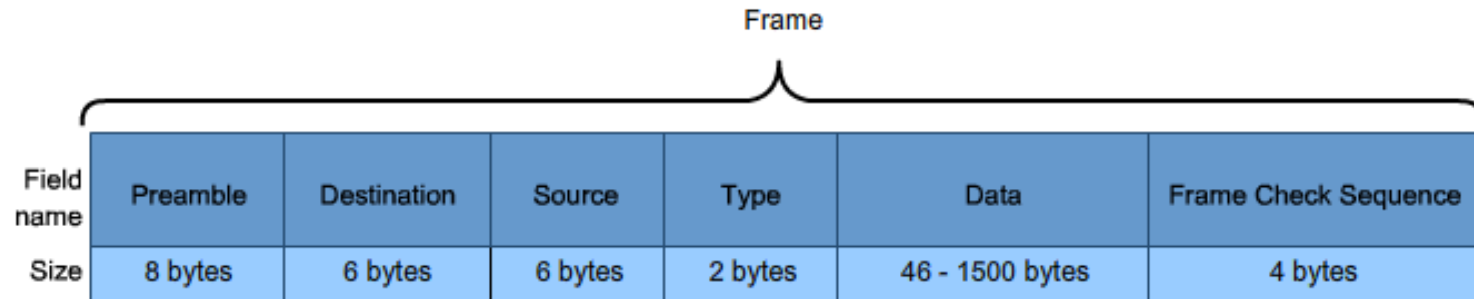 Frame
Field name
Preamble Destination Source Type Data Frame Check Sequence
Size 8 bytes 6 bytes 6 bytes 2 bytes 46 - 1500 bytes 4 bytes